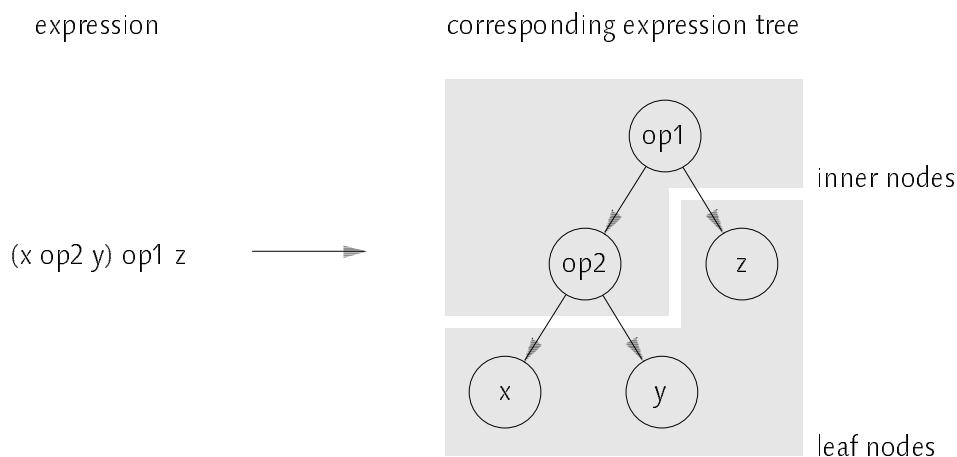 expression
corresponding expression tree
op1
inner nodes
(x op2 y) op1 z
op2
z
x
y
leaf nodes